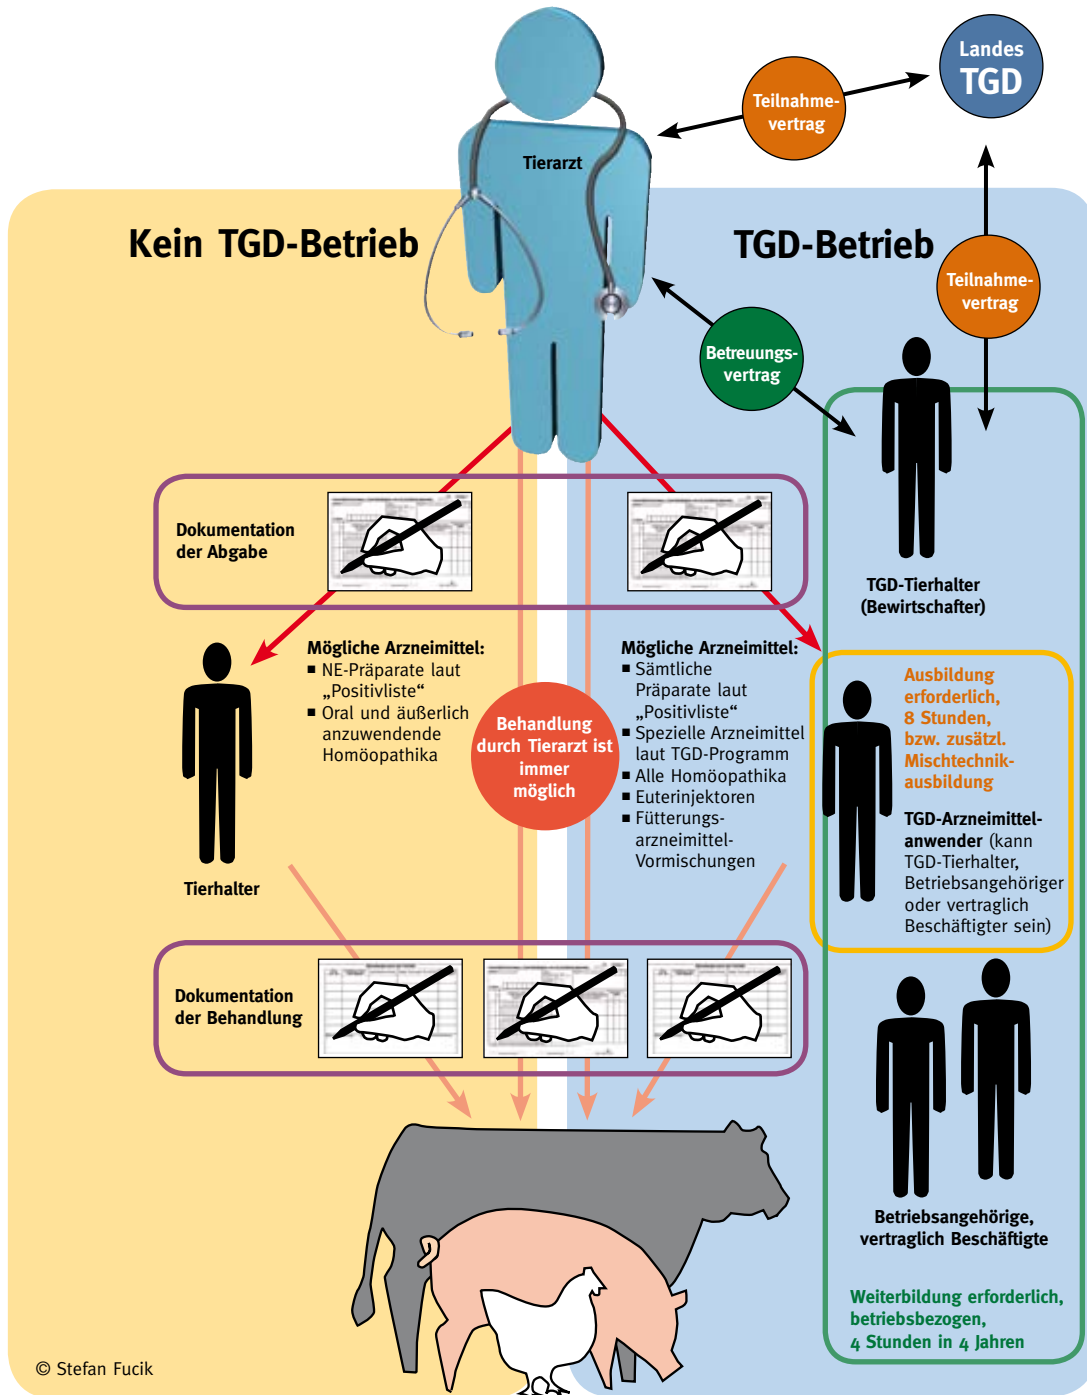 Landes
TGD
Teilnahme-
vertrag
Tierarzt
Kein TGD-Betrieb
TGD-Betrieb
Teilnahme-
vertrag
Betreuungs-
vertrag
Dokumentation
der Abgabe
TGD-Tierhalter
(Bewirtschafter)
Mögliche Arzneimittel:
▪ NE-Präparate laut
„Positivliste“
▪ Oral und äußerlich
anzuwendende
Homöopathika
Behandlung
durch Tierarzt ist
immer
möglich
Mögliche Arzneimittel:
▪ Sämtliche
Präparate laut
„Positivliste“
▪ Spezielle Arzneimittel
laut TGD-Programm
▪ Alle Homöopathika
▪ Euterinjektoren
▪ Fütterungs-
arzneimittel-
Vormischungen
Ausbildung
erforderlich,
8 Stunden,
bzw. zusätzl.
Mischtechnik-
ausbildung
TGD-Arzneimittel-
anwender (kann
TGD-Tierhalter,
Betriebsangehöriger
oder vertraglich
Beschäftigter sein)
Tierhalter
Dokumentation
der Behandlung
Betriebsangehörige,
vertraglich Beschäftigte
Weiterbildung erforderlich,
betriebsbezogen,
4 Stunden in 4 Jahren
© Stefan Fucik